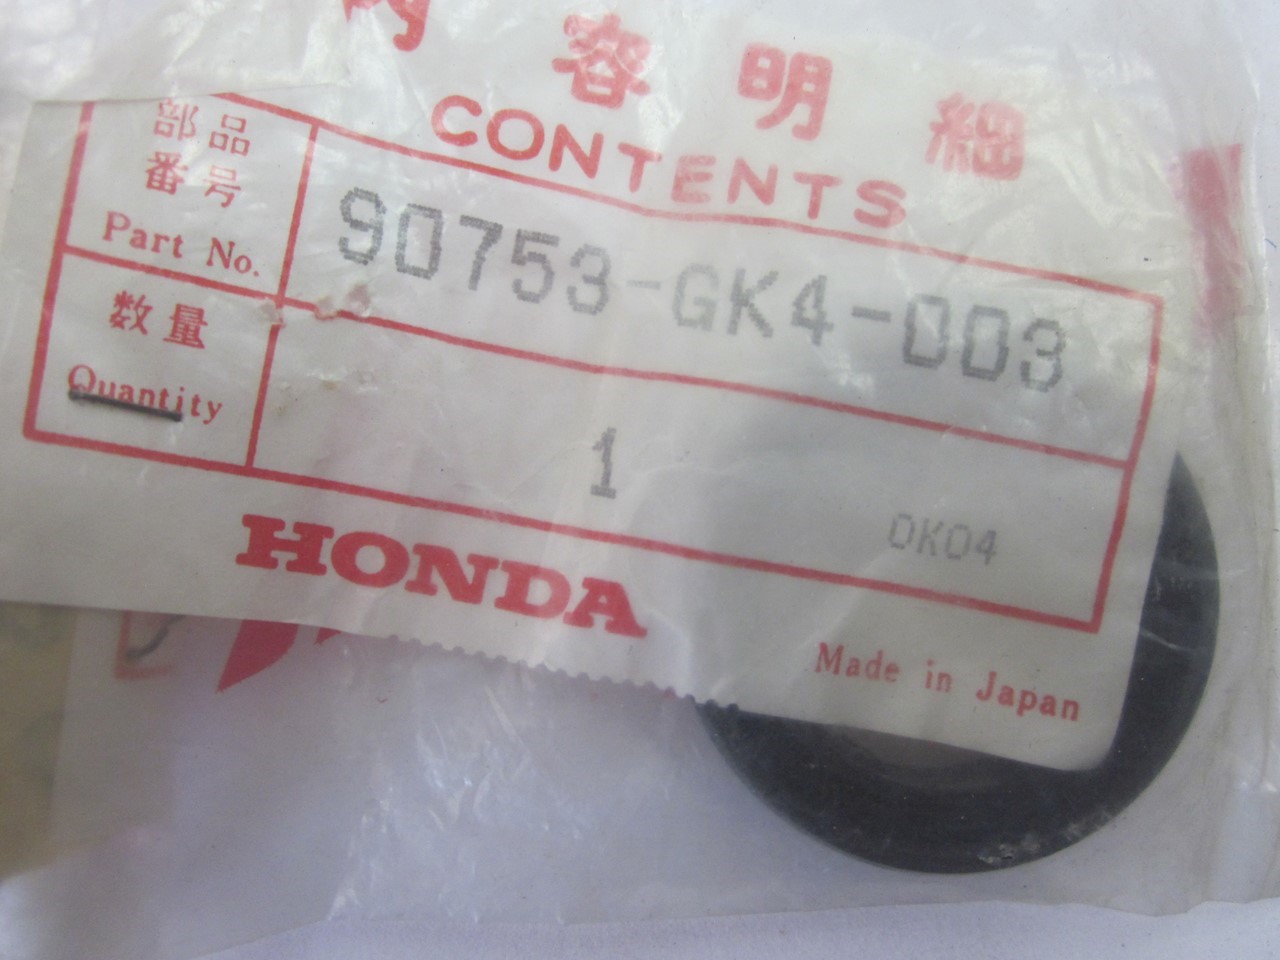 内容明細
CONTENTS
部品
番号
Part No.
90753-GK4-003
数量
Quantity
1
0K04
HONDA
Made in Japan